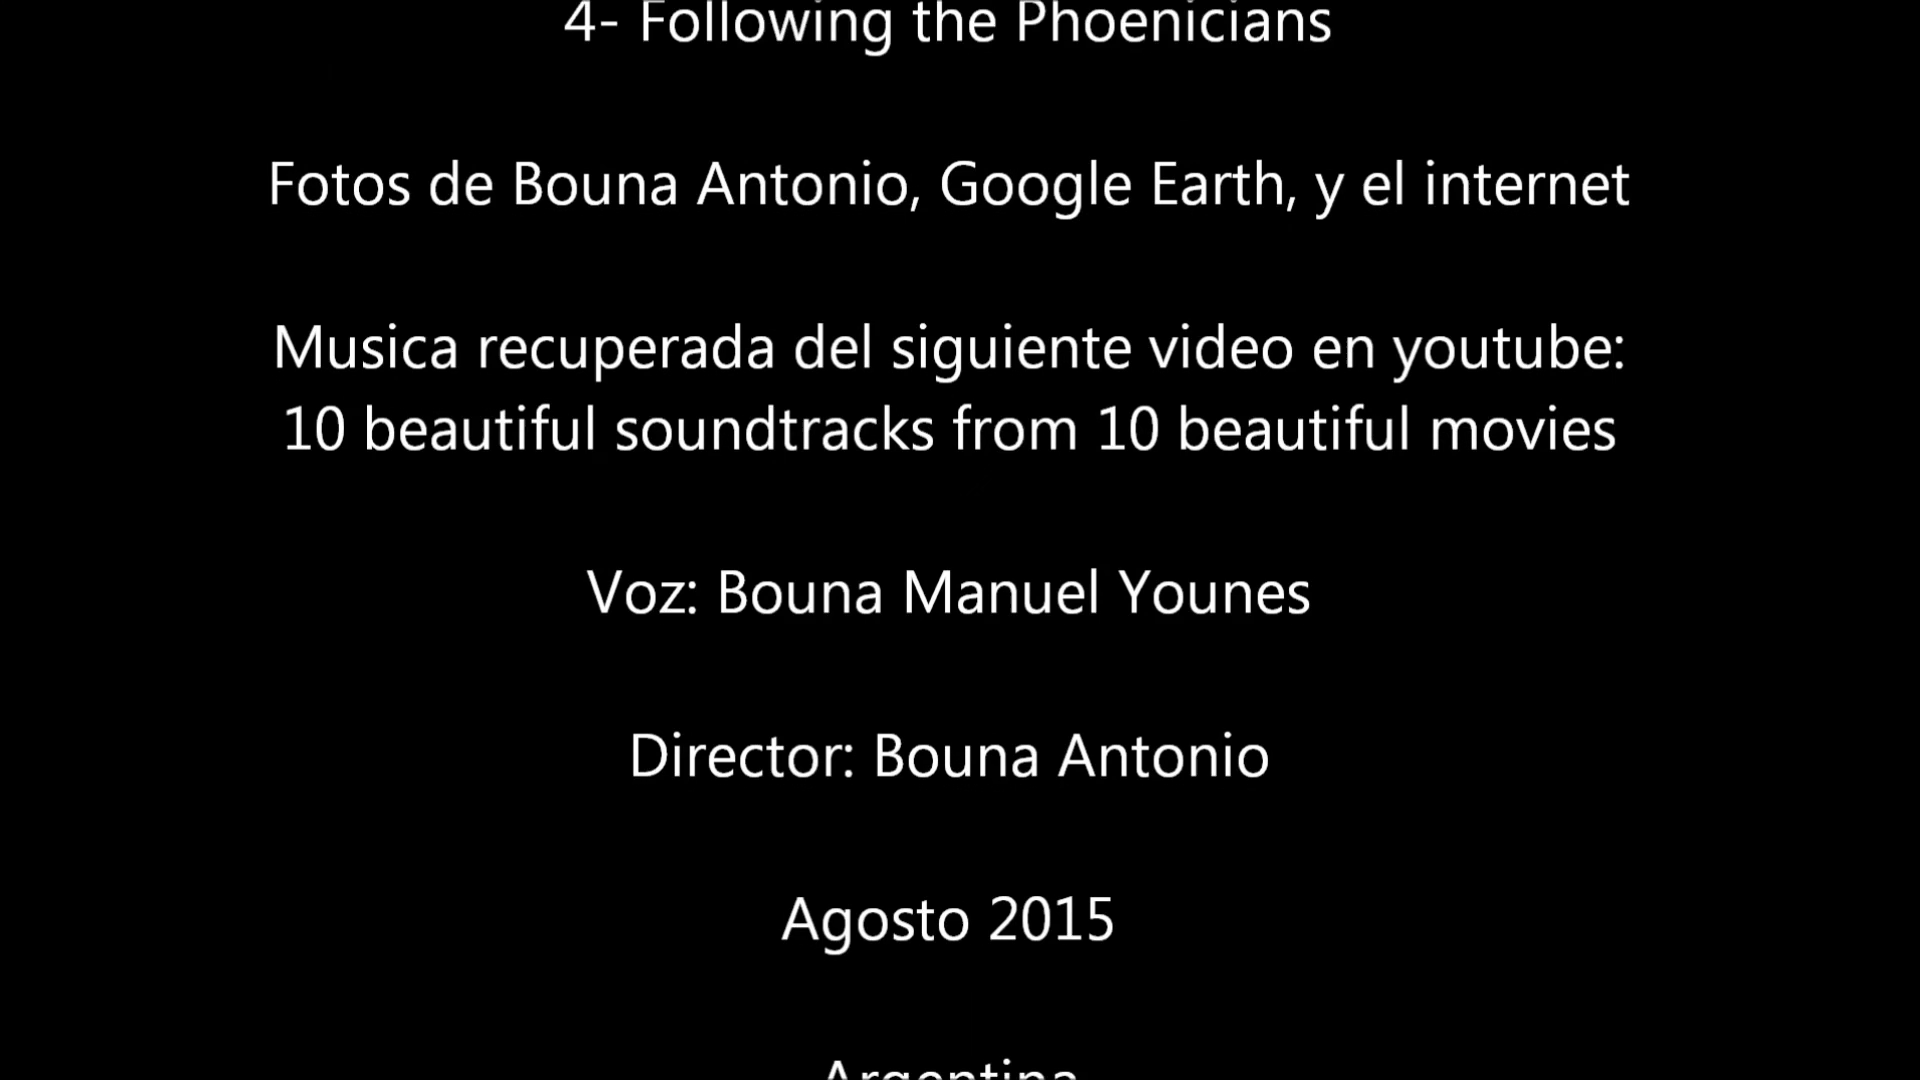 4- Following the Phoenicians
Fotos de Bouna Antonio, Google Earth, y el internet
Musica recuperada del siguiente video en youtube:
10 beautiful soundtracks from 10 beautiful movies
Voz: Bouna Manuel Younes
Director: Bouna Antonio
Agosto 2015
Argentina